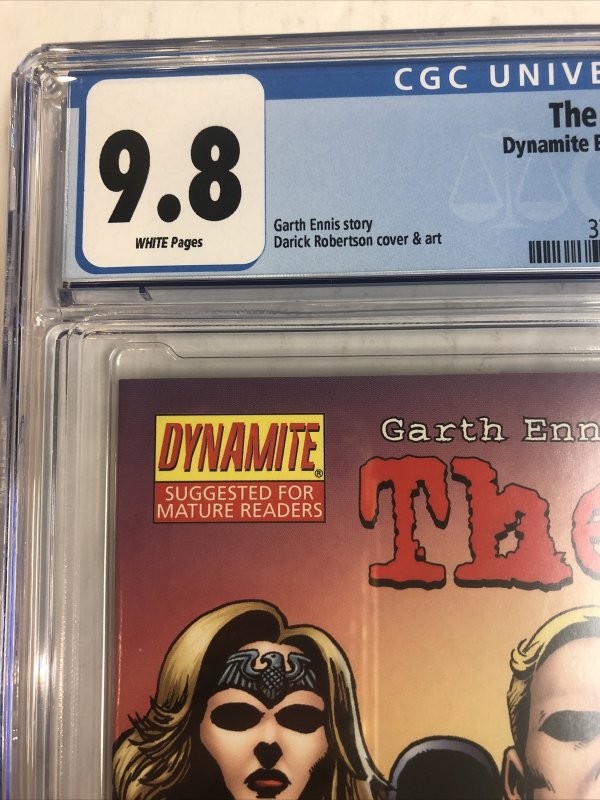 CGC UNIVE
9.8
WHITE Pages
The
Dynamite E
Garth Ennis story
Darick Robertson cover & art
DYNAMITE®
SUGGESTED FOR
MATURE READERS
Garth Enn
The